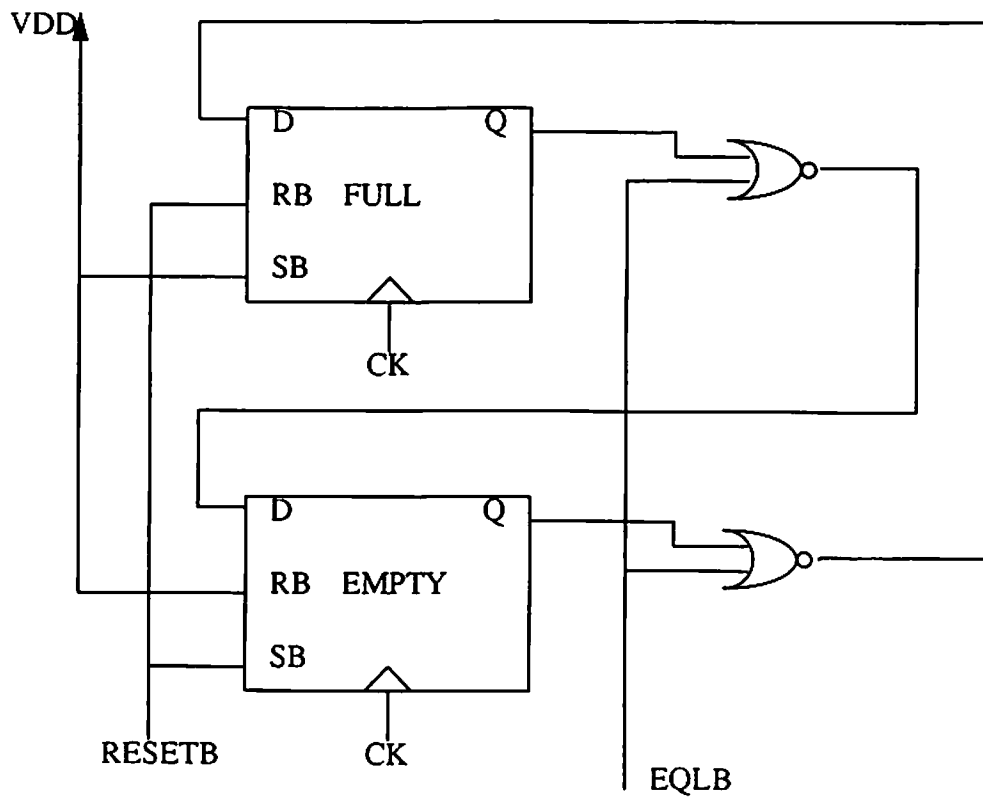 VDD
D Q
RB FULL
SB
CK
D Q
RB EMPTY
SB
RESETB
CK
EQLB